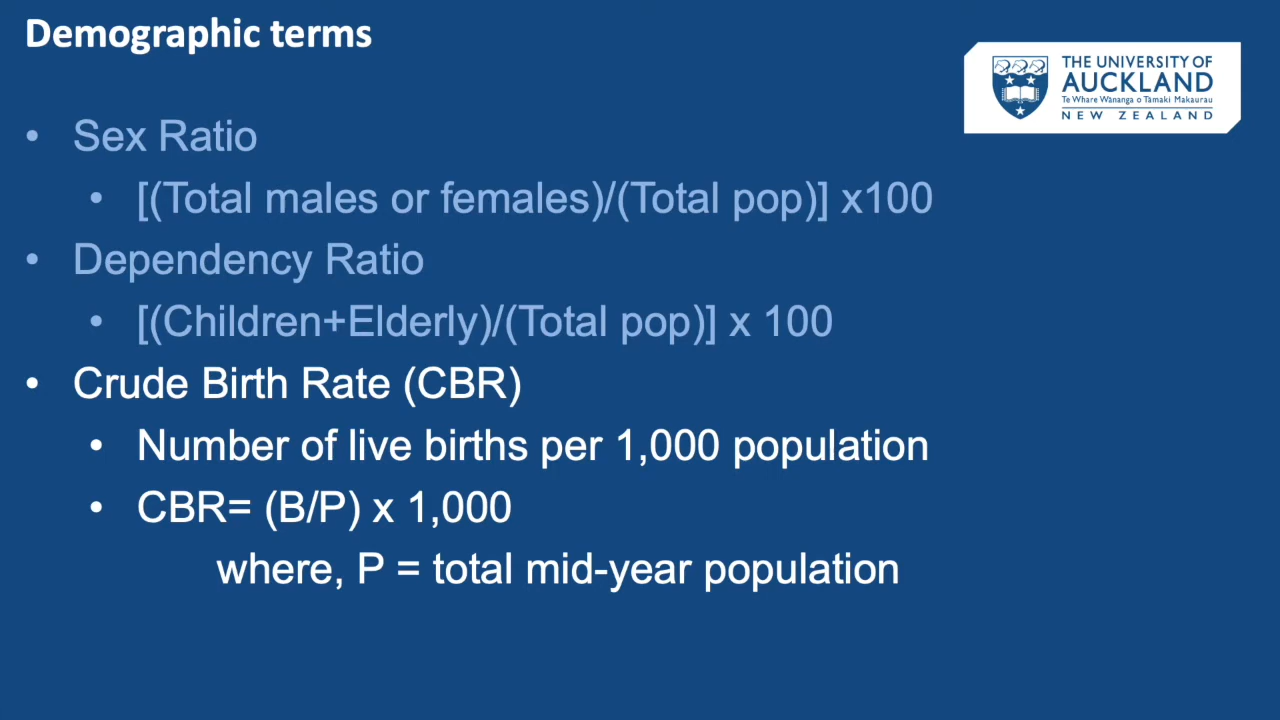 Demographic terms
THE UNIVERSITY OF
AUCKLAND
Te Whare Wānanga o Tāmaki Makaurau
NEW ZEALAND
• Sex Ratio
• [(Total males or females)/(Total pop)] x100
• Dependency Ratio
• [(Children+Elderly)/(Total pop)] x 100
• Crude Birth Rate (CBR)
• Number of live births per 1,000 population
• CBR= (B/P) x 1,000
where, P = total mid-year population